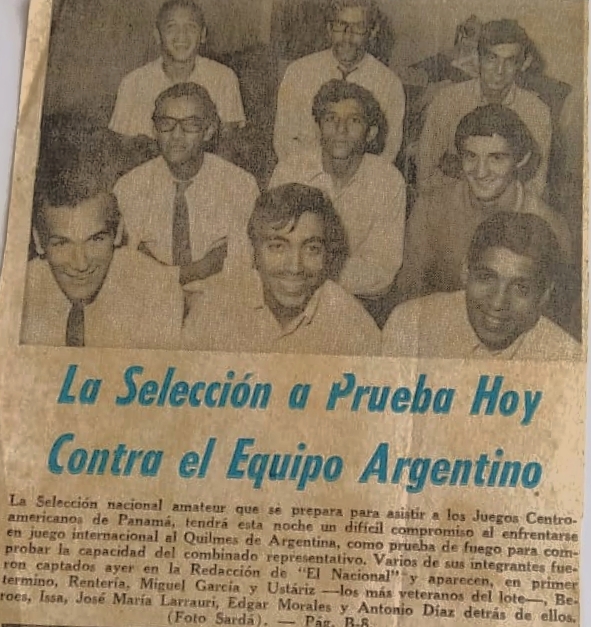 La Selección a Prueba Hoy
Contra el Equipo Argentino
La Selección nacional amateur que se prepara para asistir a los Juegos Centro-
americanos de Panamá, tendrá esta noche un difícil compromiso al enfrentarse
en juego internacional al Quilmes de Argentina, como prueba de fuego para com-
probar la capacidad del combinado representativo. Varios de sus integrantes fue-
ron captados ayer en la Redacción de "El Nacional" y aparecen, en primer
termino, Rentería, Miguel García y Ustáriz —los más veteranos del lote—, Be-
roes, Issa, José María Larrauri, Edgar Morales y Antonio Díaz detrás de ellos.
(Foto Sardá). — Pág. B-8